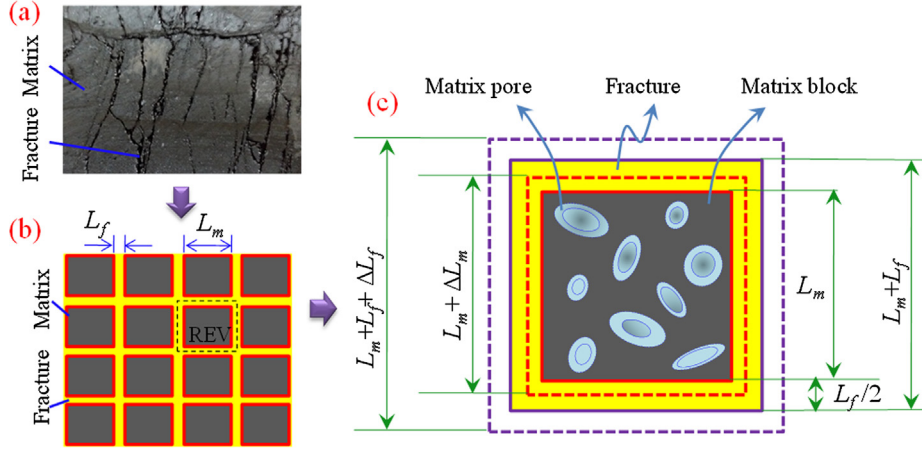 (a)
Matrix
Fracture
(b)
L_f
L_m
Matrix
Fracture
REV
(c)
Matrix pore
Fracture
Matrix block
L_m+L_f+ΔL_f
L_m+ΔL_m
L_m
L_m+L_f
L_f/2